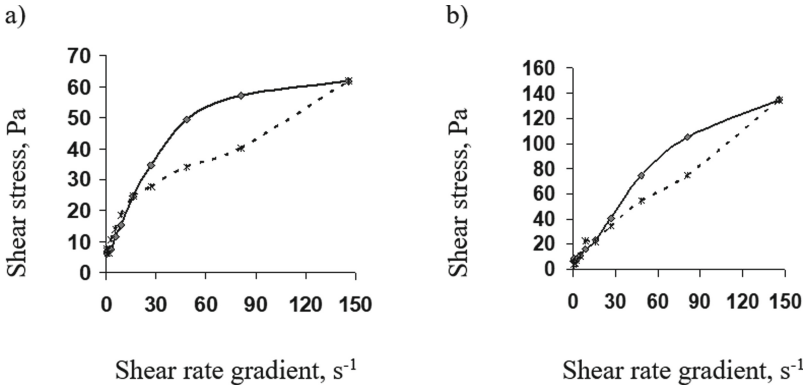 a)
70
60
50
40
30
20
10
0
0 30 60 90 120 150
Shear stress, Pa
Shear rate gradient, s-1
b)
160
140
120
100
80
60
40
20
0
0 30 60 90 120 150
Shear stress, Pa
Shear rate gradient, s-1